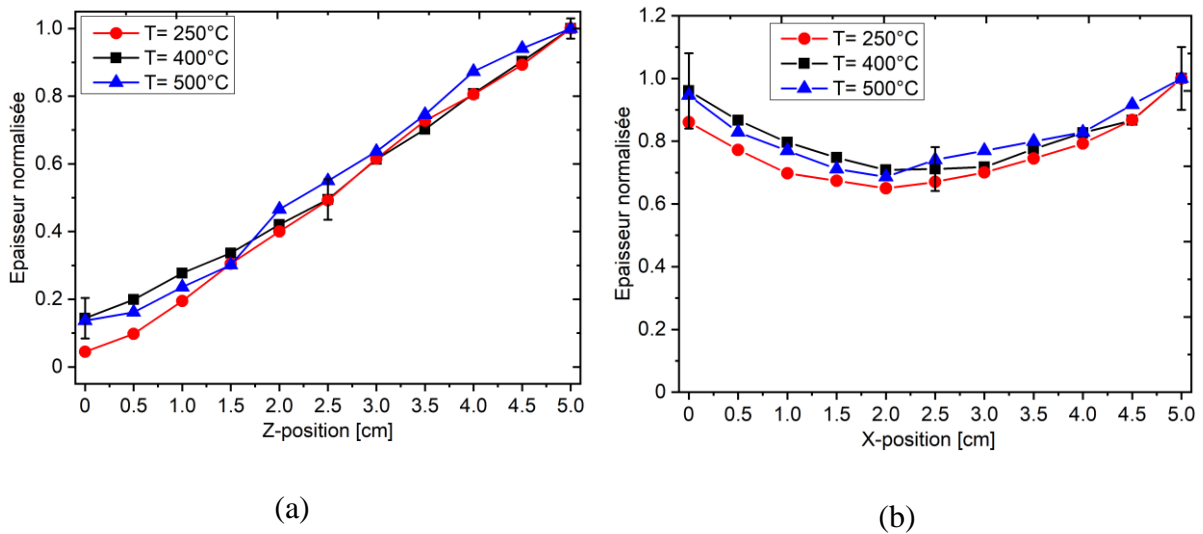 Epaisseur normalisée
1.0
0.8
0.6
0.4
0.2
0
T= 250°C
T= 400°C
T= 500°C
0 0.5 1.0 1.5 2.0 2.5 3.0 3.5 4.0 4.5 5.0
Z-position [cm]
(a)
Epaisseur normalisée
1.2
1.0
0.8
0.6
0.4
0.2
0
T= 250°C
T= 400°C
T= 500°C
0 0.5 1.0 1.5 2.0 2.5 3.0 3.5 4.0 4.5 5.0
X-position [cm]
(b)